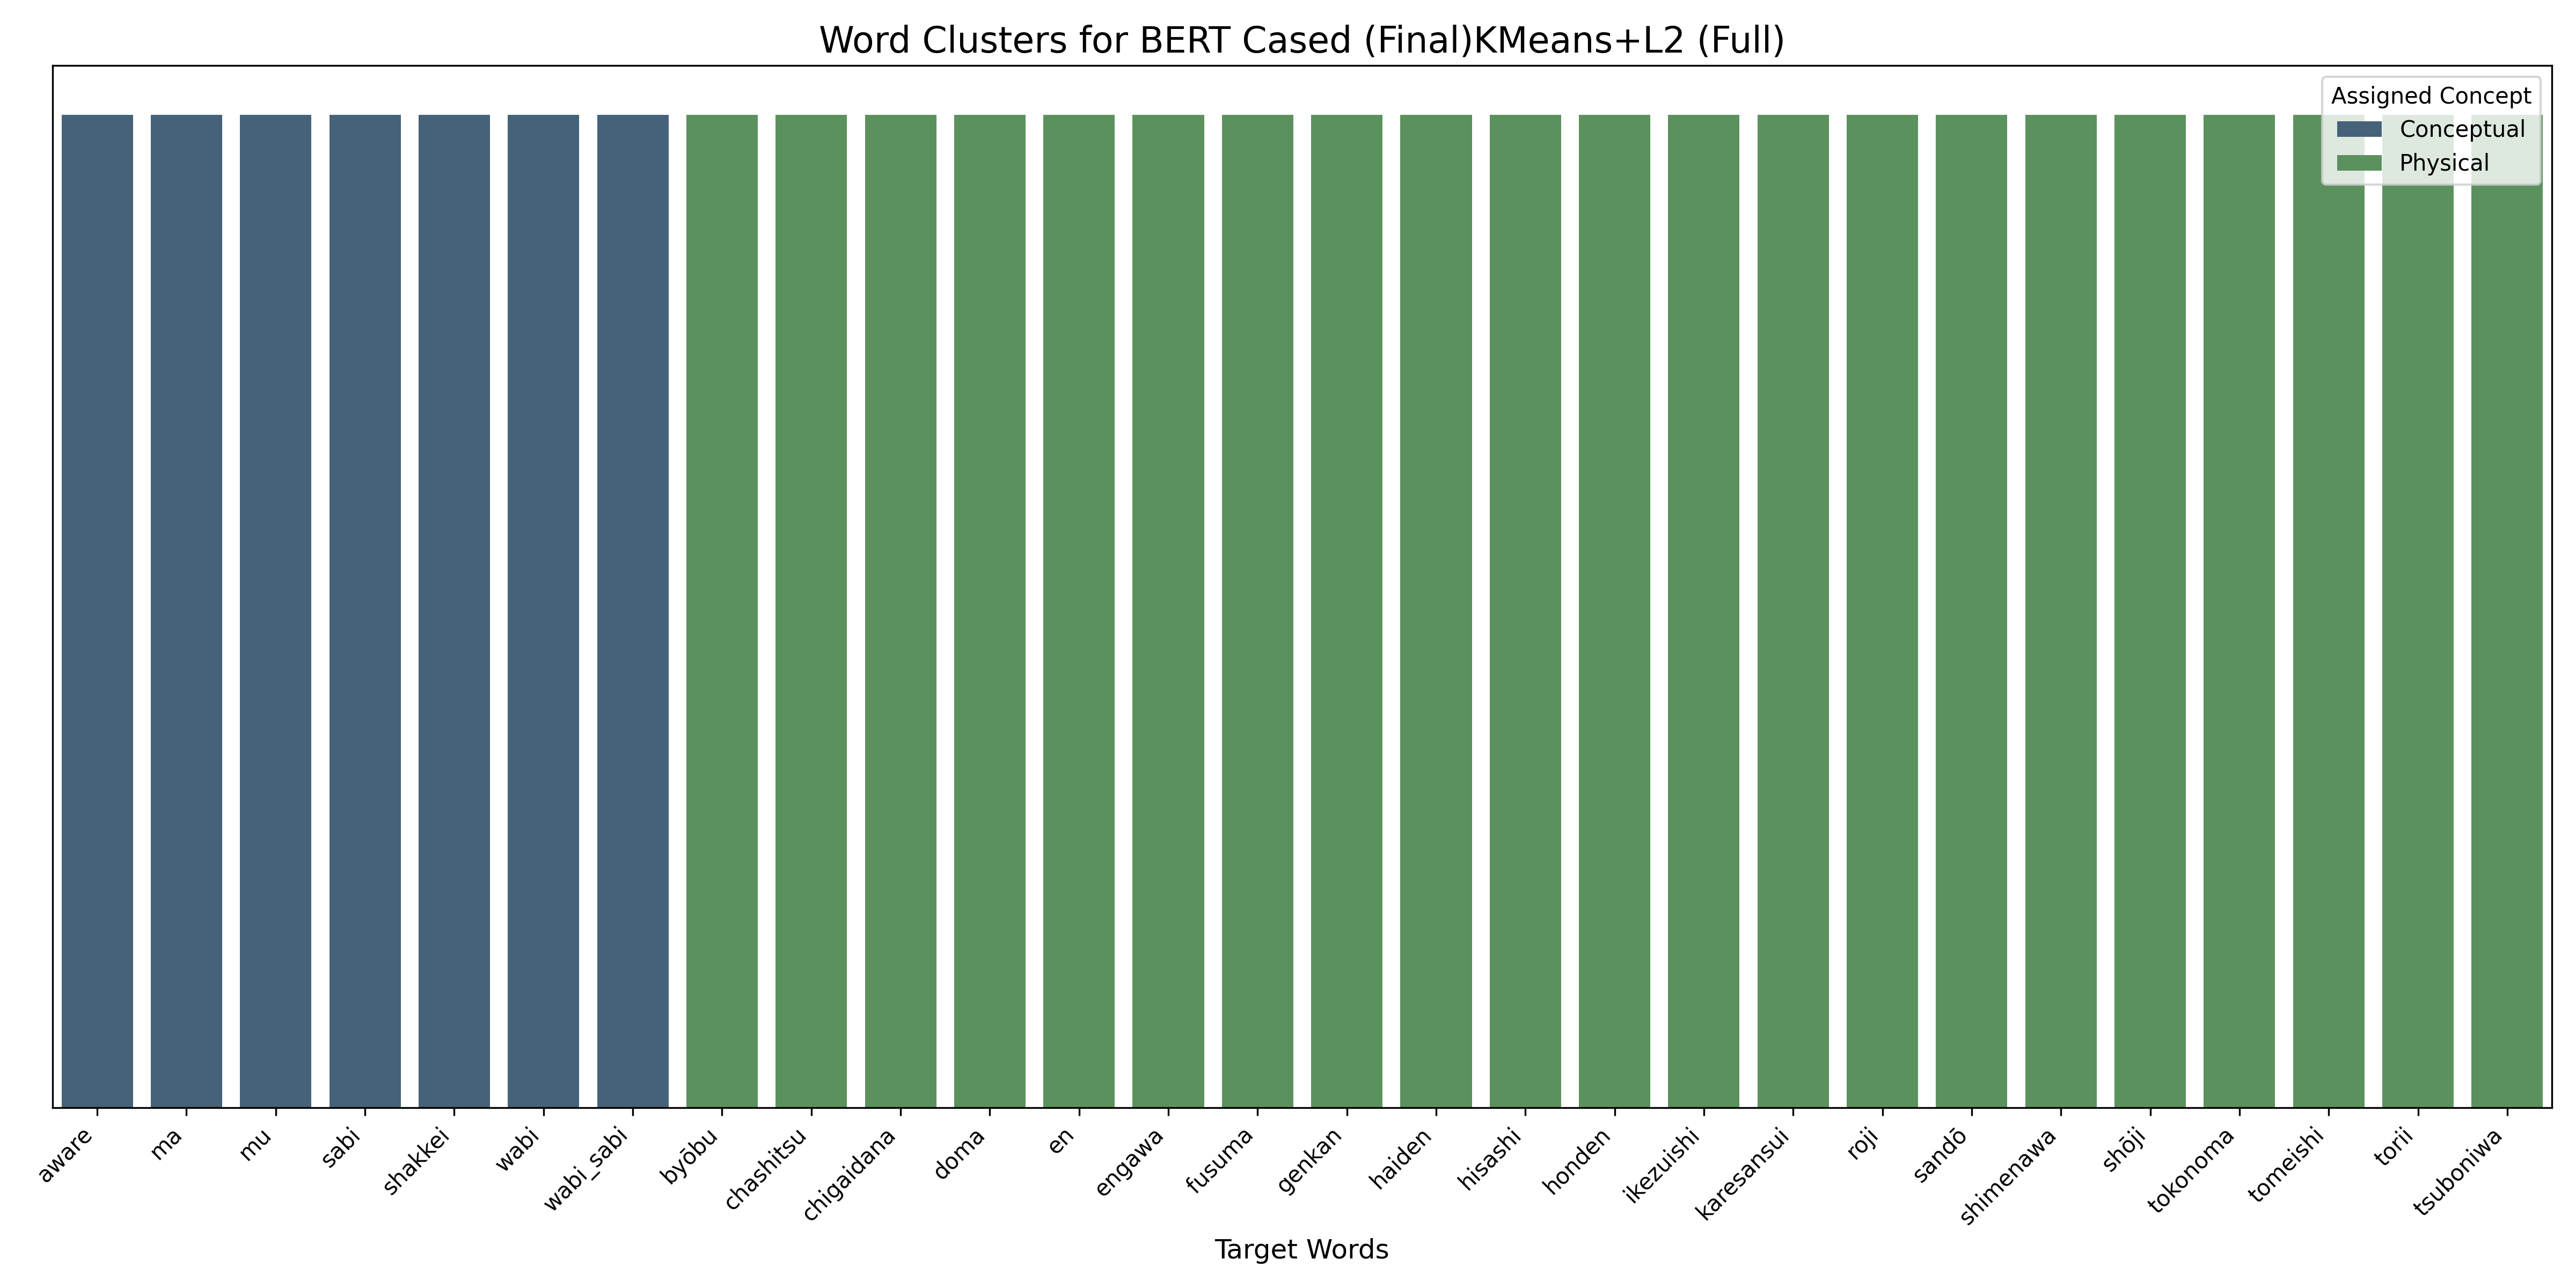 Word Clusters for BERT Cased (Final)KMeans+L2 (Full)
Assigned Concept
Conceptual
Physical
aware
ma
mu
sabi
shakkei
wabi
wabi_sabi
byōbu
chashitsu
chigaidana
doma
en
engawa
fusuma
genkan
haiden
hisashi
honden
ikezuishi
karesansui
roji
sandō
shimenawa
shōji
tokonoma
tomeishi
torii
tsuboniwa
Target Words